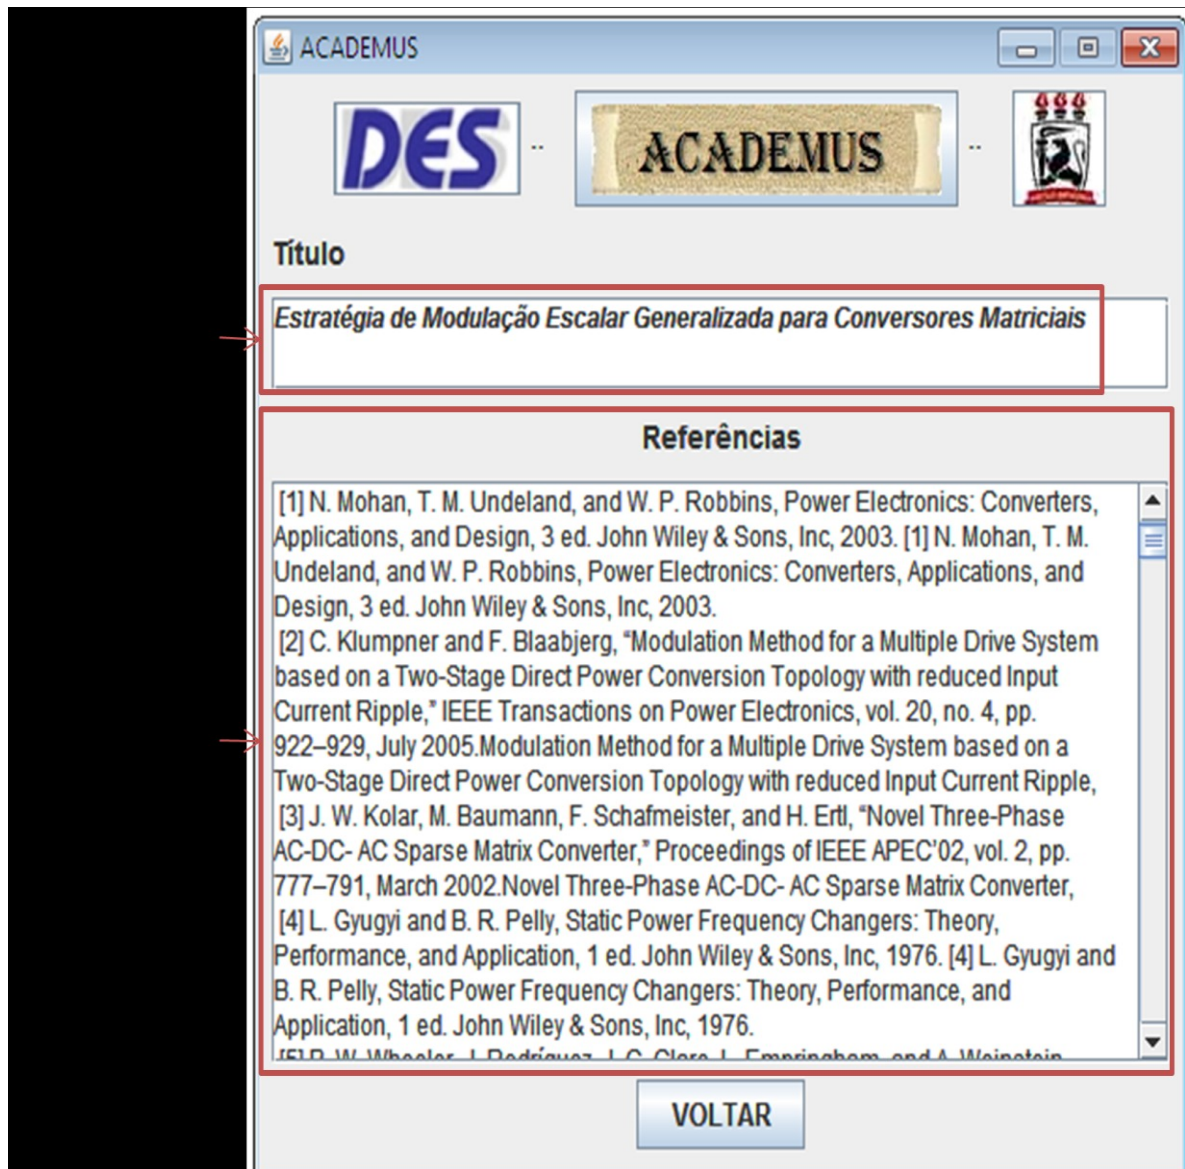 ACADEMUS
DES -- ACADEMUS --
Título
Estratégia de Modulação Escalar Generalizada para Conversores Matriciais
Referências
[1] N. Mohan, T. M. Undeland, and W. P. Robbins, Power Electronics: Converters,
Applications, and Design, 3 ed. John Wiley & Sons, Inc, 2003. [1] N. Mohan, T. M.
Undeland, and W. P. Robbins, Power Electronics: Converters, Applications, and
Design, 3 ed. John Wiley & Sons, Inc, 2003.
[2] C. Klumpner and F. Blaabjerg, “Modulation Method for a Multiple Drive System
based on a Two-Stage Direct Power Conversion Topology with reduced Input
Current Ripple,” IEEE Transactions on Power Electronics, vol. 20, no. 4, pp.
922–929, July 2005.Modulation Method for a Multiple Drive System based on a
Two-Stage Direct Power Conversion Topology with reduced Input Current Ripple,
[3] J. W. Kolar, M. Baumann, F. Schafmeister, and H. Ertl, “Novel Three-Phase
AC-DC- AC Sparse Matrix Converter,” Proceedings of IEEE APEC’02, vol. 2, pp.
777–791, March 2002.Novel Three-Phase AC-DC- AC Sparse Matrix Converter,
[4] L. Gyugyi and B. R. Pelly, Static Power Frequency Changers: Theory,
Performance, and Application, 1 ed. John Wiley & Sons, Inc, 1976. [4] L. Gyugyi and
B. R. Pelly, Static Power Frequency Changers: Theory, Performance, and
Application, 1 ed. John Wiley & Sons, Inc, 1976.
[5] P. W. Wheeler, J. Rodríguez, J. C. Clare, L. Empringham, and A. Weinstein
VOLTAR